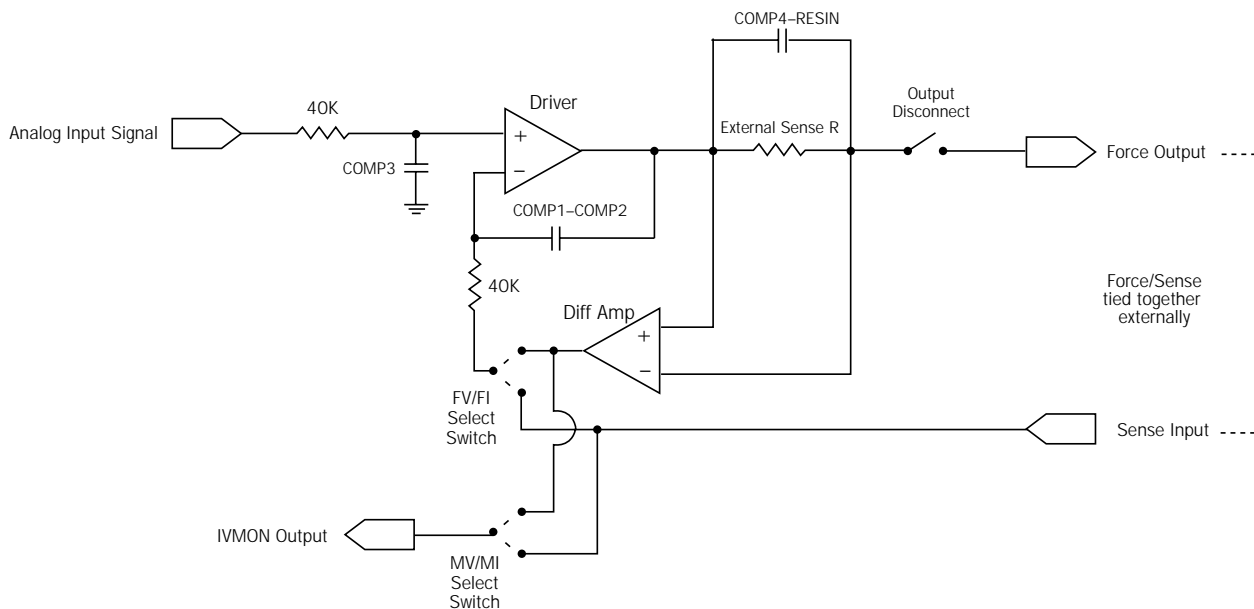 COMP4–RESIN
Driver
Output
Disconnect
40K
Analog Input Signal
+
External Sense R
Force Output
COMP3
–
COMP1–COMP2
40K
Force/Sense
tied together
externally
Diff Amp
+
–
FV/FI
Select
Switch
Sense Input
IVMON Output
MV/MI
Select
Switch